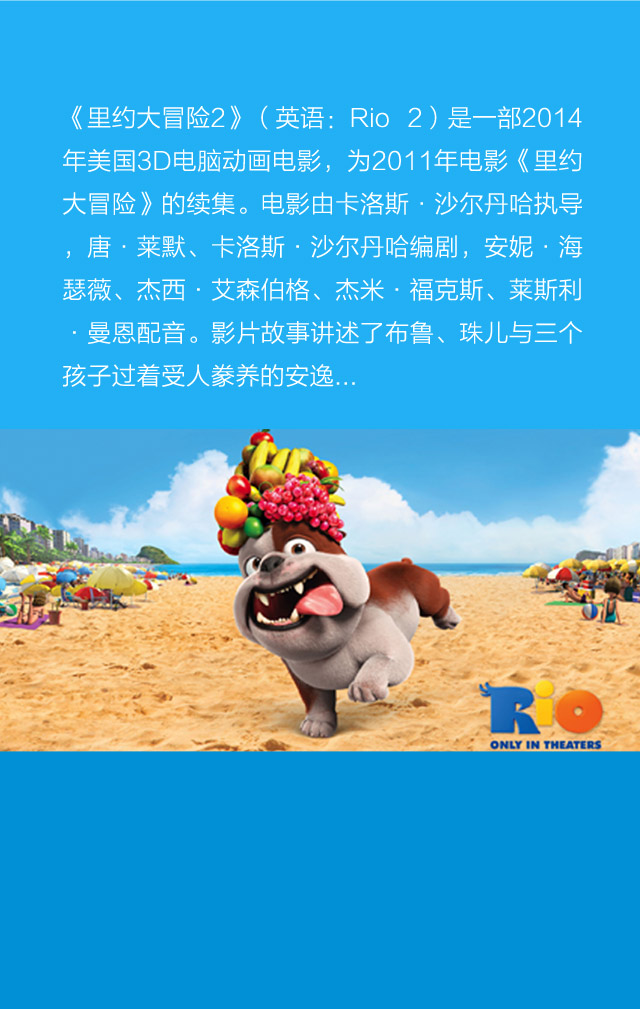 《里约大冒险2》（英语：Rio 2）是一部2014
年美国3D电脑动画电影，为2011年电影《里约
大冒险》的续集。电影由卡洛斯·沙尔丹哈执导
，唐·莱默、卡洛斯·沙尔丹哈编剧，安妮·海
瑟薇、杰西·艾森伯格、杰米·福克斯、莱斯利
·曼恩配音。影片故事讲述了布鲁、珠儿与三个
孩子过着受人豢养的安逸...
Rio
ONLY IN THEATERS